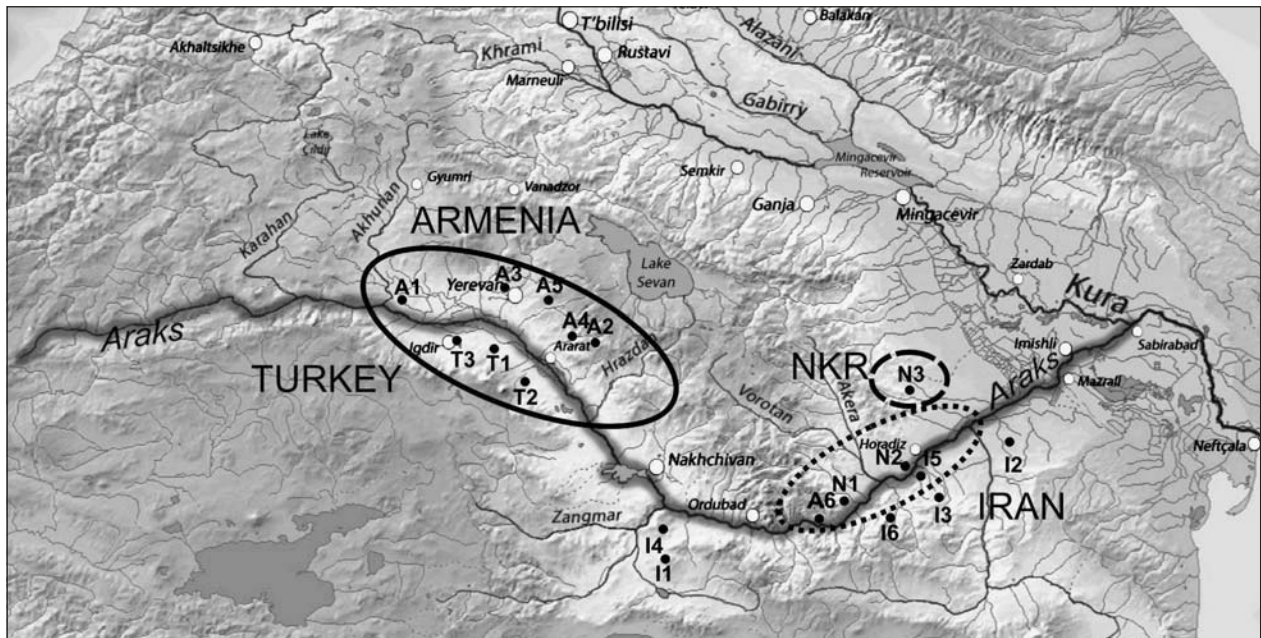 Balakan
T'bilisi
Akhaltsikhe
Alazani
Khrami
Rustavi
Marneuli
Gabirry
Lake
Çıldır
Mingacevir
Reservoir
Semkir
Gyumri
Vanadzor
Ganja
Mingacevir
Akhurian
Karahan
ARMENIA
Lake
Sevan
Zardab
Kura
A1
A3
Yerevan
A5
Araks
Igdir
T3
T1
A4
A2
Ararat
Hrazdan
T2
TURKEY
Imishli
Sabirabad
Mazrali
NKR
N3
Araks
Vorotan
Akera
Horadiz
N2
I5
I2
Neftçala
Nakhchivan
N1
I3
IRAN
Ordubad
A6
I6
Zangmar
I4
I1